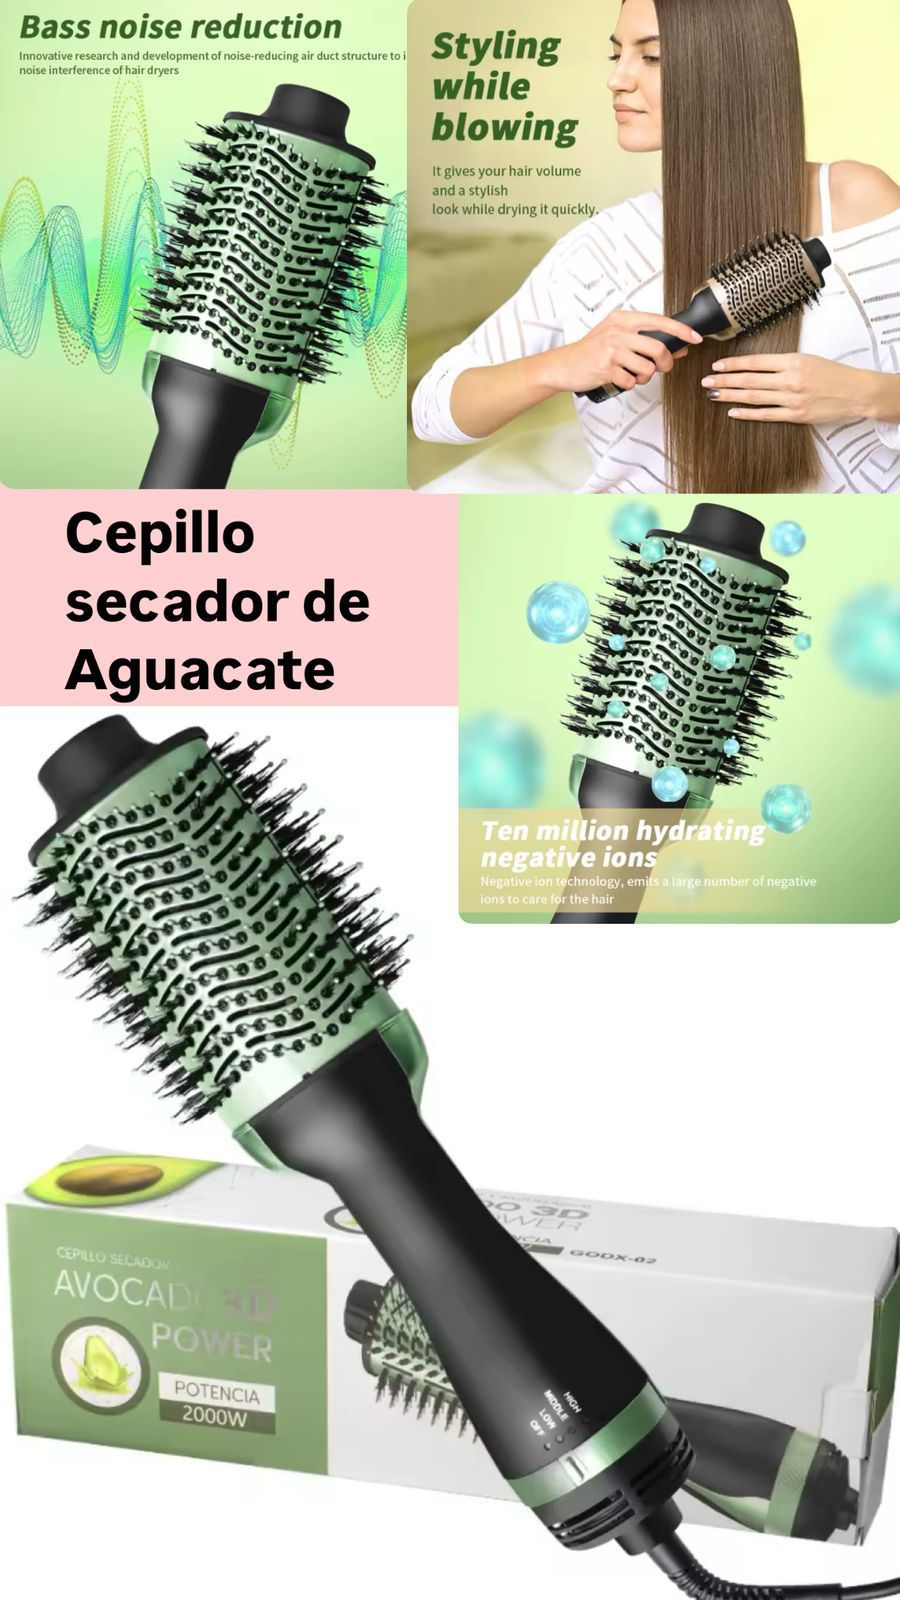 Bass noise reduction
Innovative research and development of noise-reducing air duct structure to
noise interference of hair dryers
Styling
while
blowing
It gives your hair volume
and a stylish
look while drying it quickly.
Cepillo
secador de
Aguacate
Ten million hydrating
negative ions
Negative ion technology, emits a large number of negative
ions to care for the hair
GODX-02
CEPILLO SECADOR
3D
POWER
POTENCIA
2000W
HIGH
MIDDLE
LOW
OFF